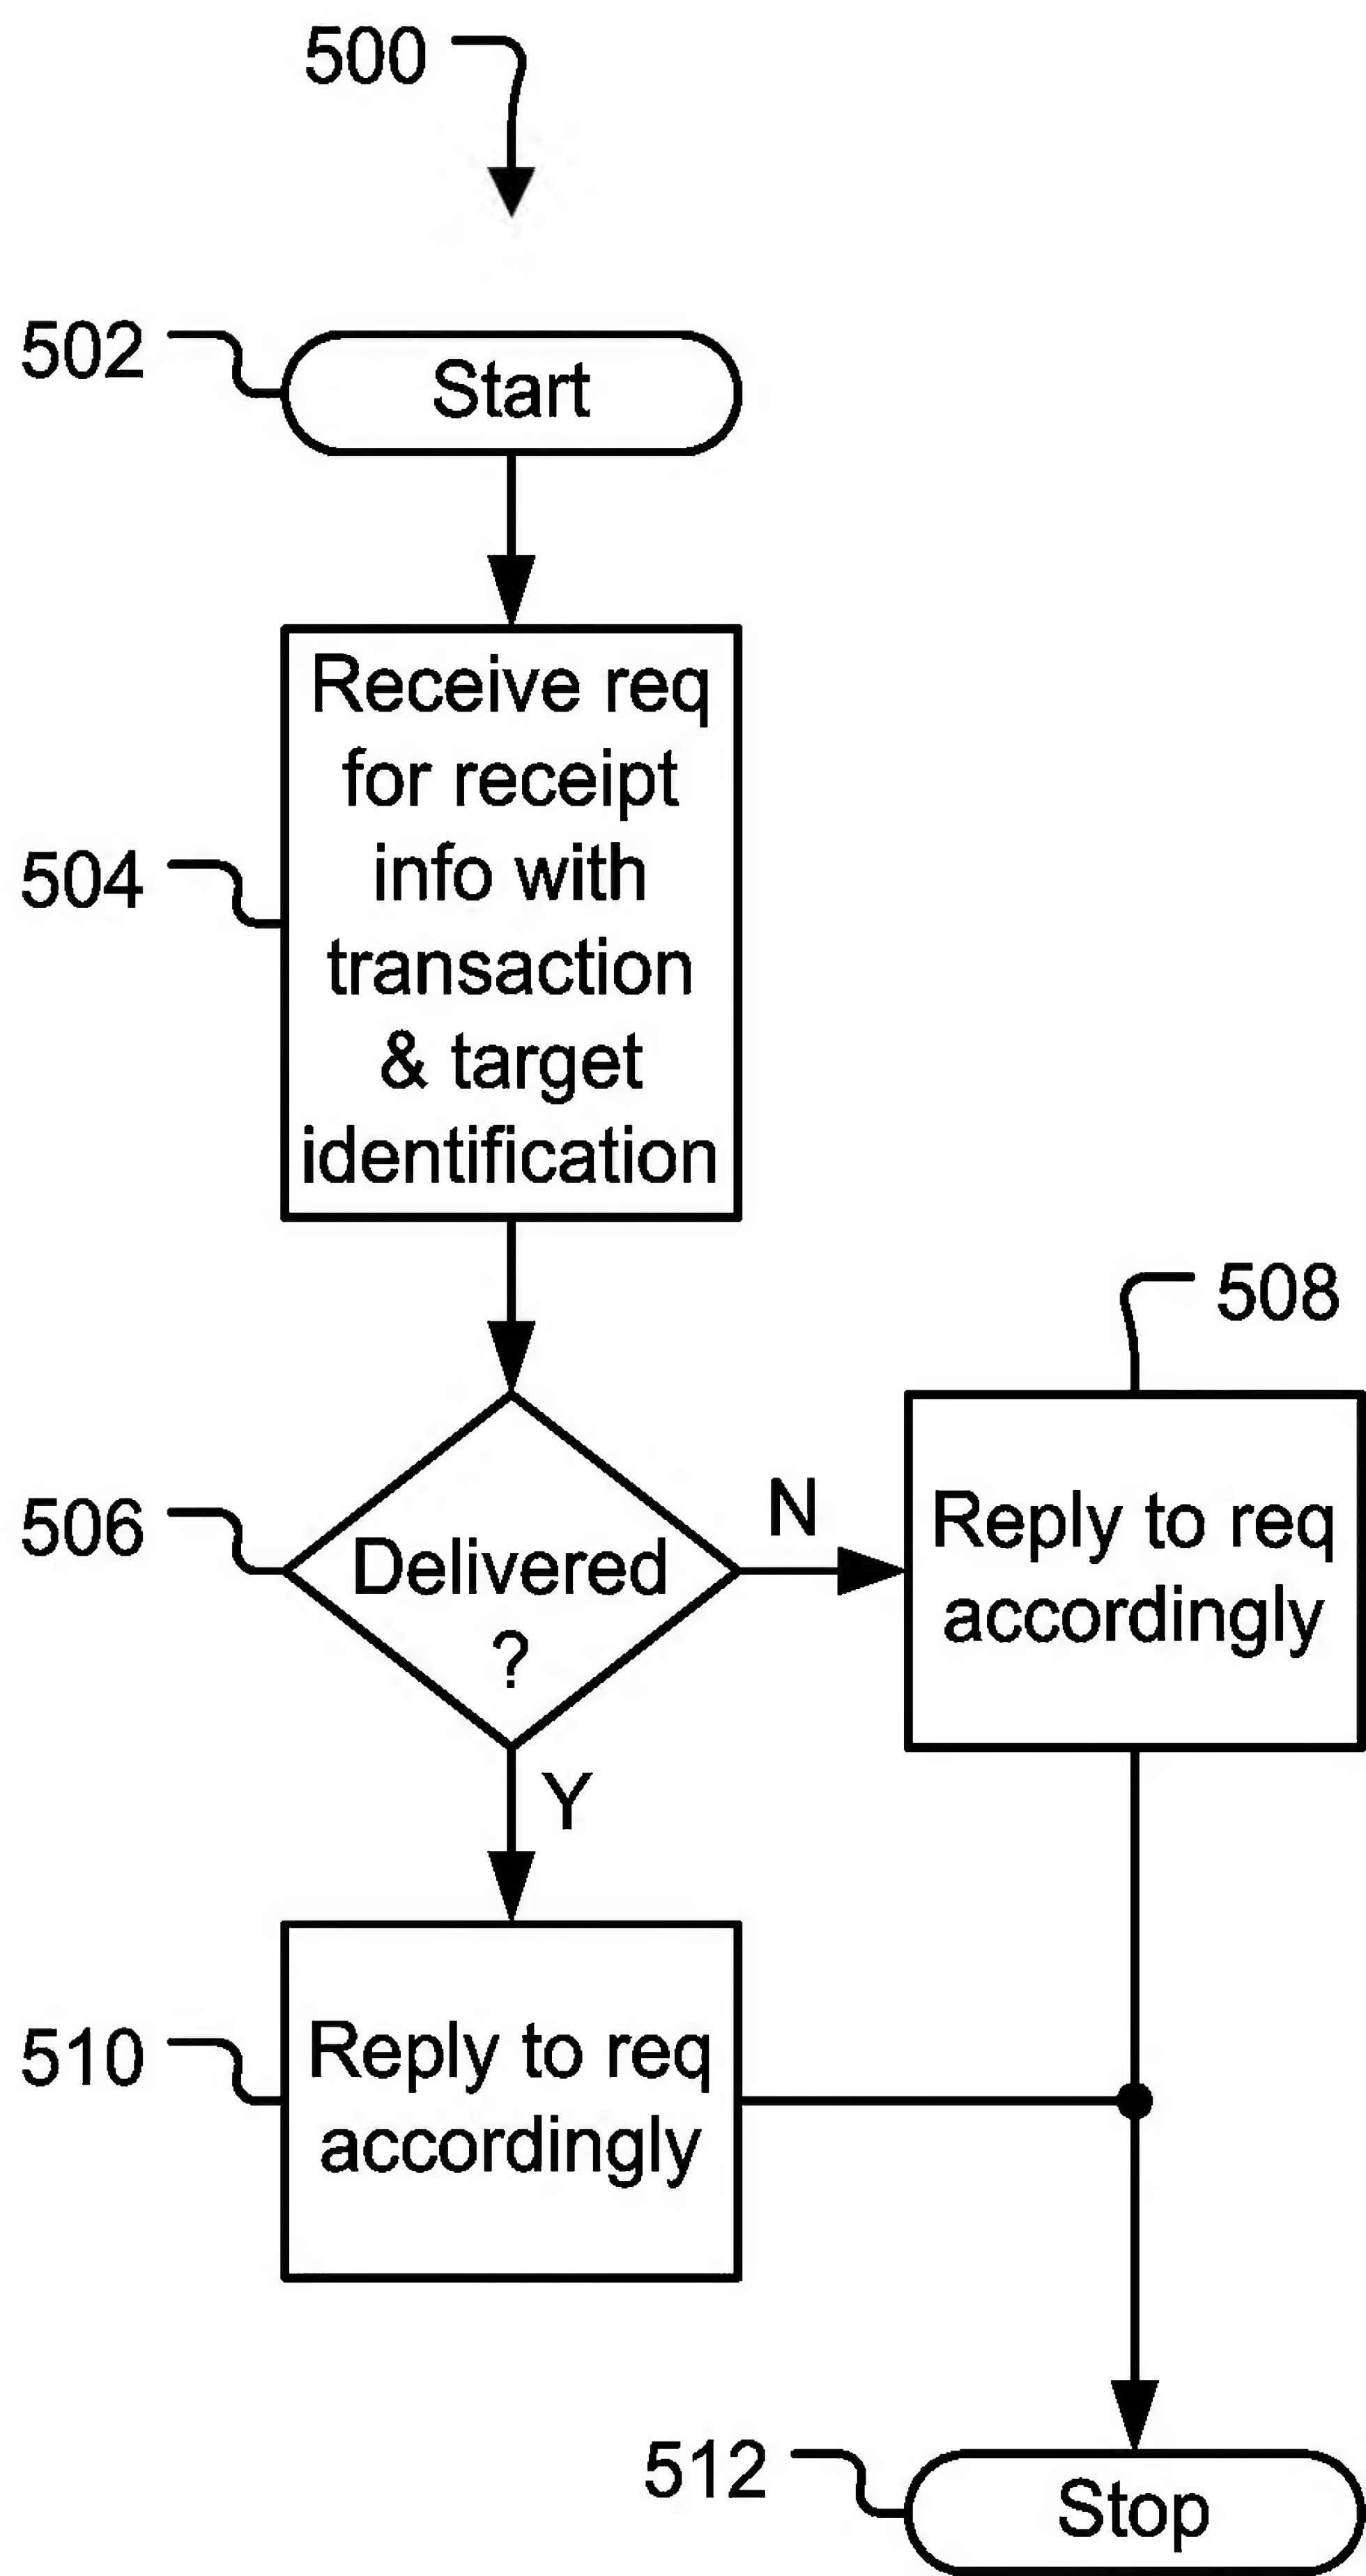 500
502
Start
504
Receive req
for receipt
info with
transaction
& target
identification
508
506
Delivered
?
N
Reply to req
accordingly
Y
510
Reply to req
accordingly
512
Stop